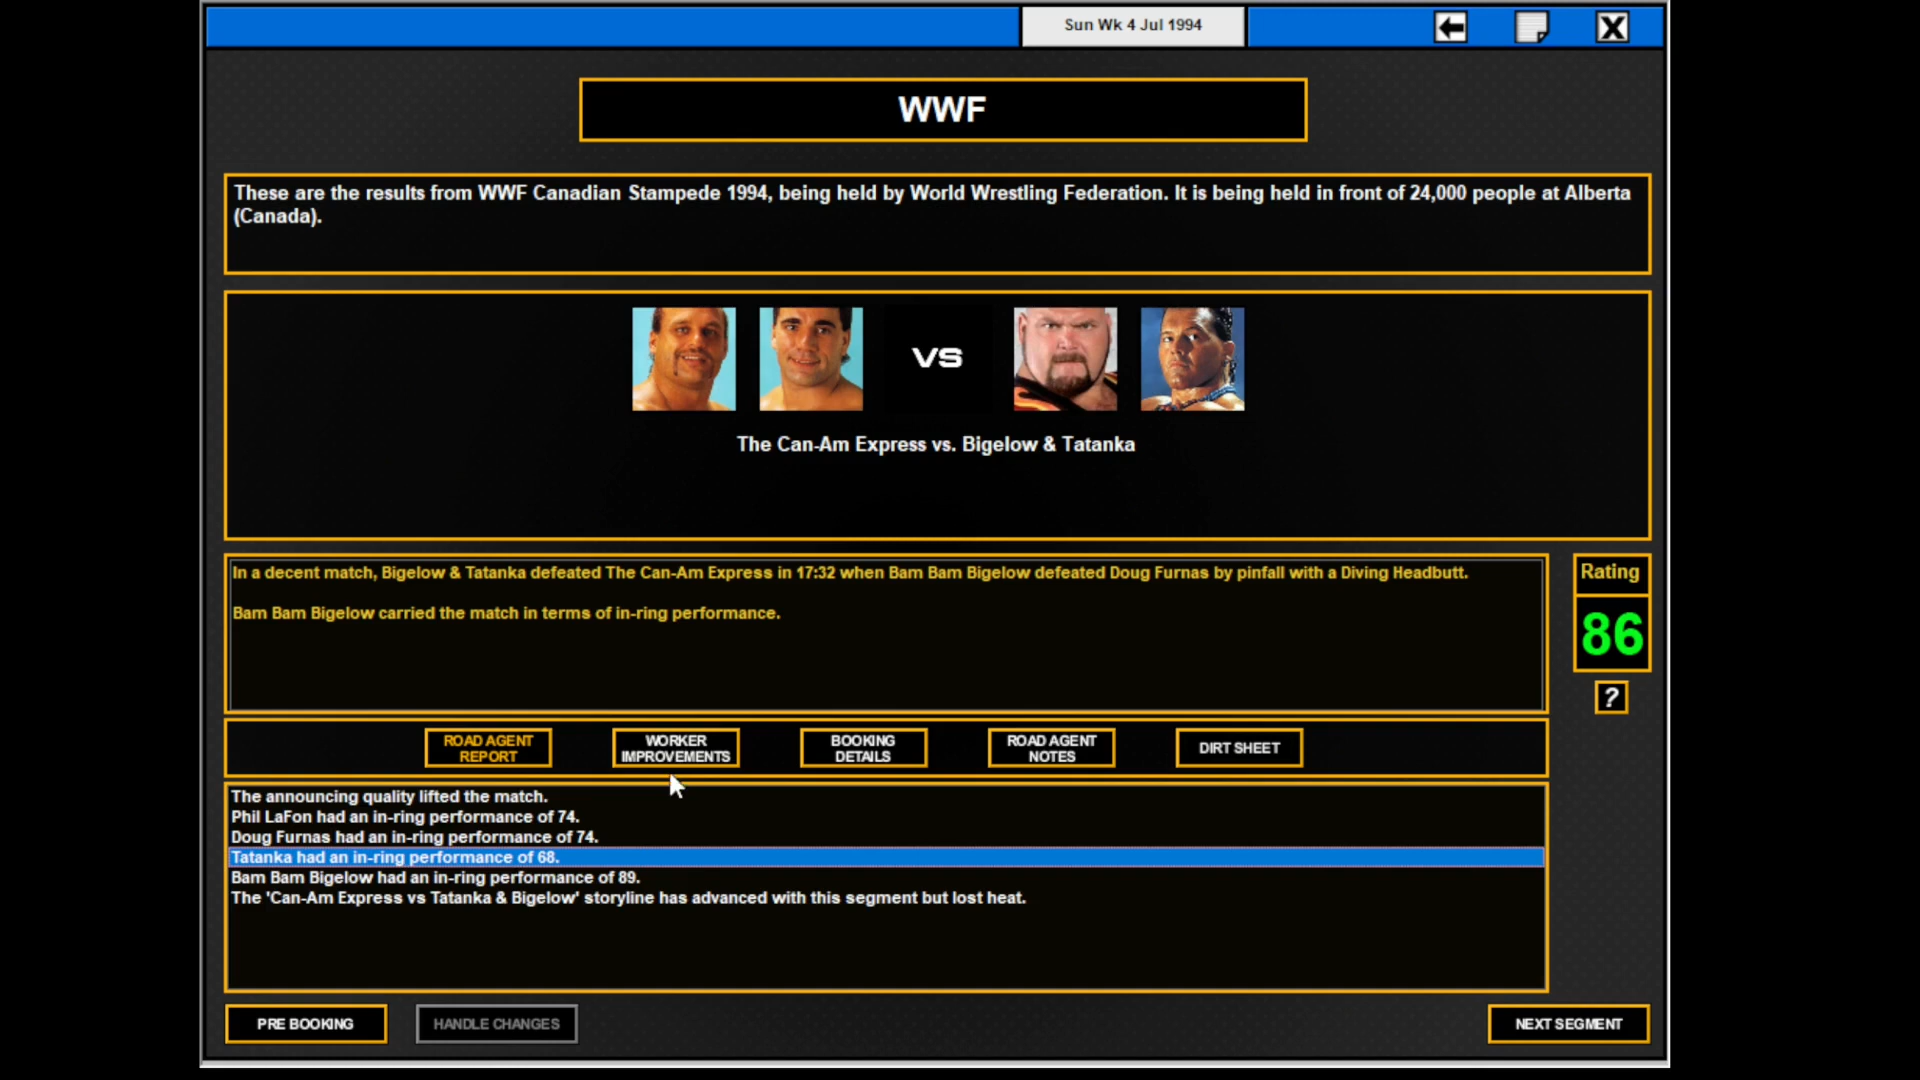 Sun Wk 4 Jul 1994
WWF
These are the results from WWF Canadian Stampede 1994, being held by World Wrestling Federation. It is being held in front of 24,000 people at Alberta
(Canada).
VS
The Can-Am Express vs. Bigelow & Tatanka
In a decent match, Bigelow & Tatanka defeated The Can-Am Express in 17:32 when Bam Bam Bigelow defeated Doug Furnas by pinfall with a Diving Headbutt.
Bam Bam Bigelow carried the match in terms of in-ring performance.
Rating
86
?
ROAD AGENT
REPORT
WORKER
IMPROVEMENTS
BOOKING
DETAILS
ROAD AGENT
NOTES
DIRT SHEET
The announcing quality lifted the match.
Phil LaFon had an in-ring performance of 74.
Doug Furnas had an in-ring performance of 74.
Tatanka had an in-ring performance of 68.
Bam Bam Bigelow had an in-ring performance of 89.
The 'Can-Am Express vs Tatanka & Bigelow' storyline has advanced with this segment but lost heat.
PRE BOOKING
HANDLE CHANGES
NEXT SEGMENT